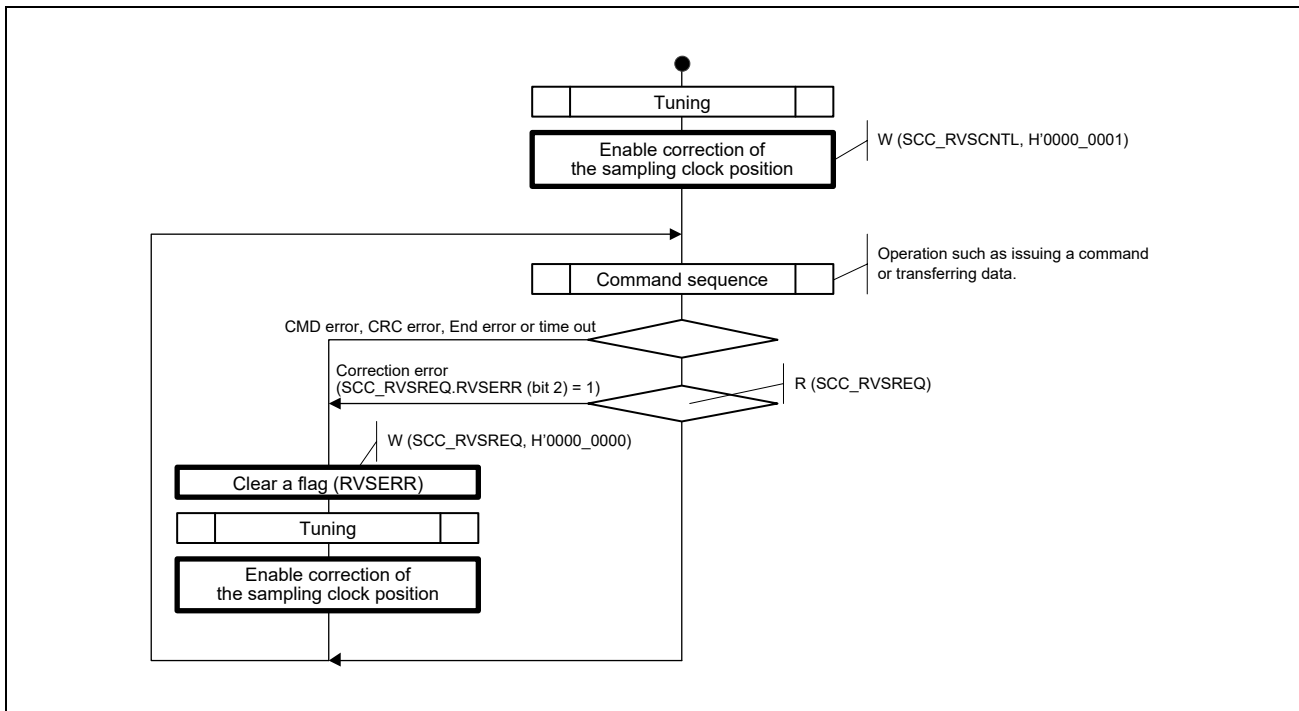 Tuning
Enable correction of
the sampling clock position
W (SCC_RVSCNTL, H'0000_0001)
Command sequence
Operation such as issuing a command
or transferring data.
CMD error, CRC error, End error or time out
Correction error
(SCC_RVSREQ.RVSERR (bit 2) = 1)
R (SCC_RVSREQ)
W (SCC_RVSREQ, H'0000_0000)
Clear a flag (RVSERR)
Tuning
Enable correction of
the sampling clock position